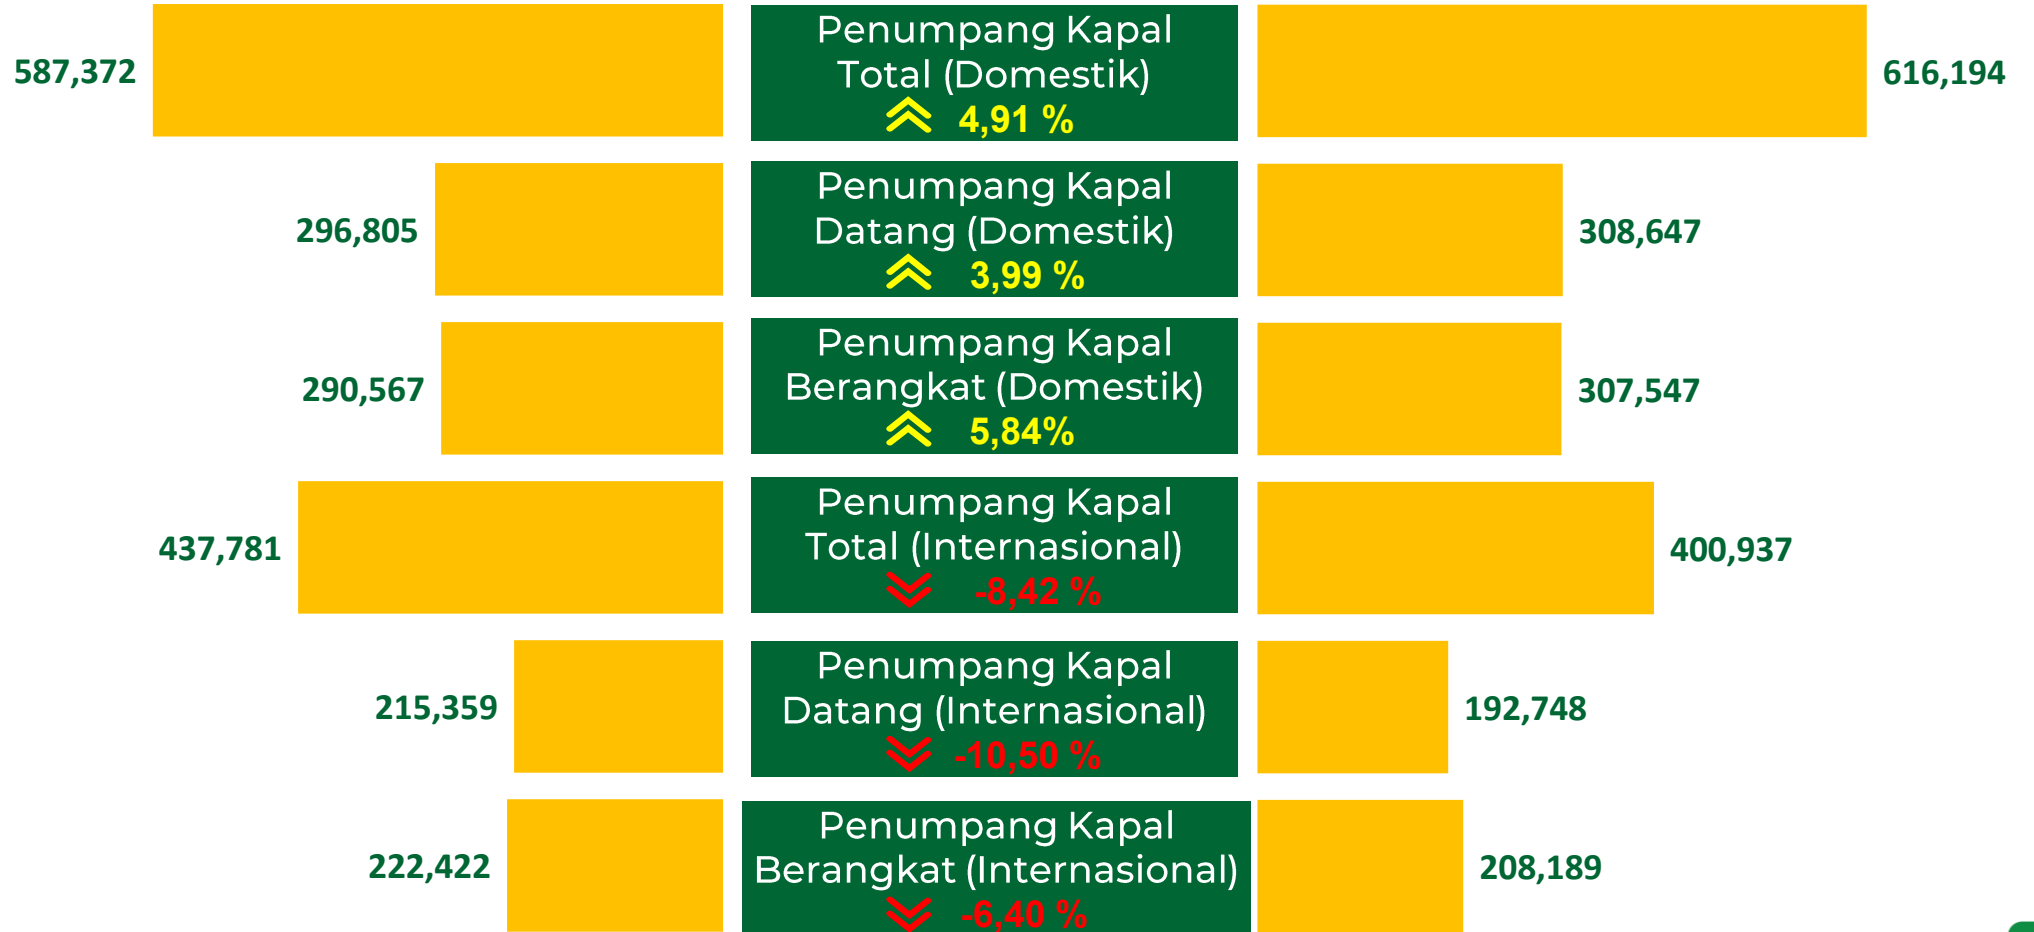 Penumpang Kapal
Total (Domestik)
4,91 %
587,372
616,194
Penumpang Kapal
Datang (Domestik)
3,99 %
296,805
308,647
Penumpang Kapal
Berangkat (Domestik)
5,84%
290,567
307,547
Penumpang Kapal
Total (Internasional)
-8,42 %
437,781
400,937
Penumpang Kapal
Datang (Internasional)
-10,50 %
215,359
192,748
Penumpang Kapal
Berangkat (Internasional)
-6,40 %
222,422
208,189